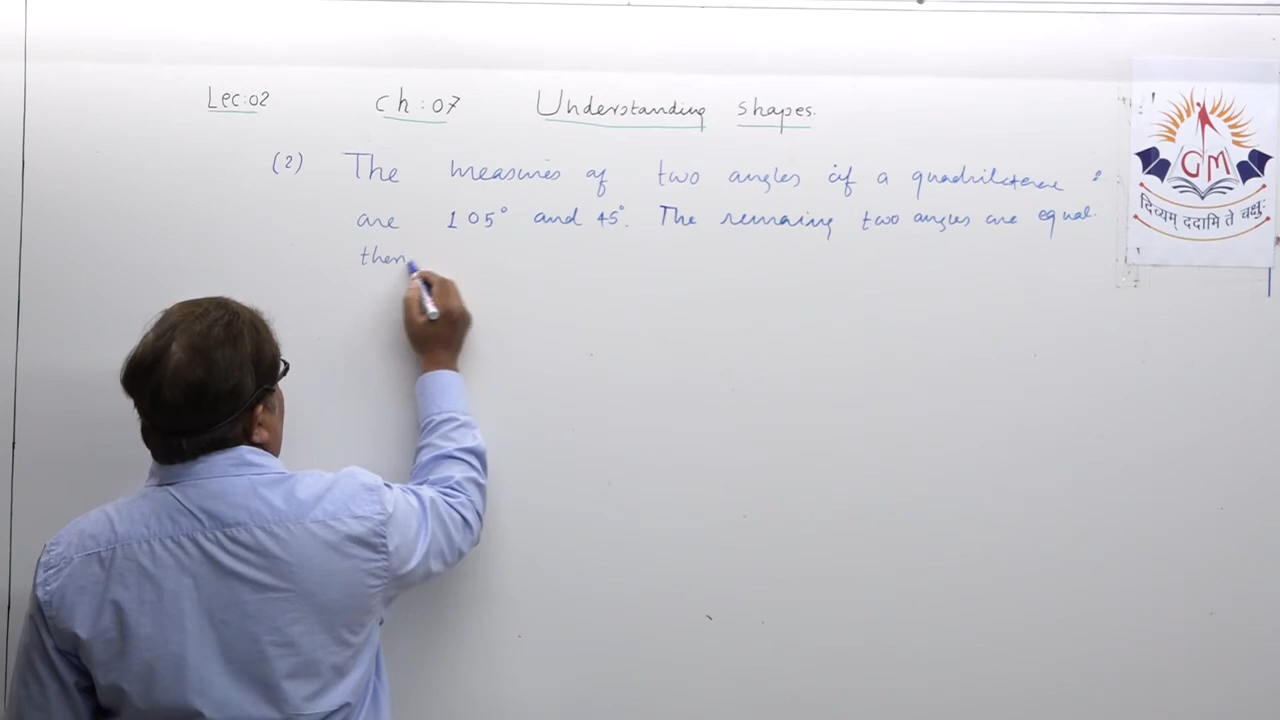 Lec:02 Ch:07 Understanding shapes.
(2) The measures of two angles of a quadrilateral
are 105° and 45°. The remaining two angles are equal.
then
GM
दिव्यम् ददामि ते चक्षुः